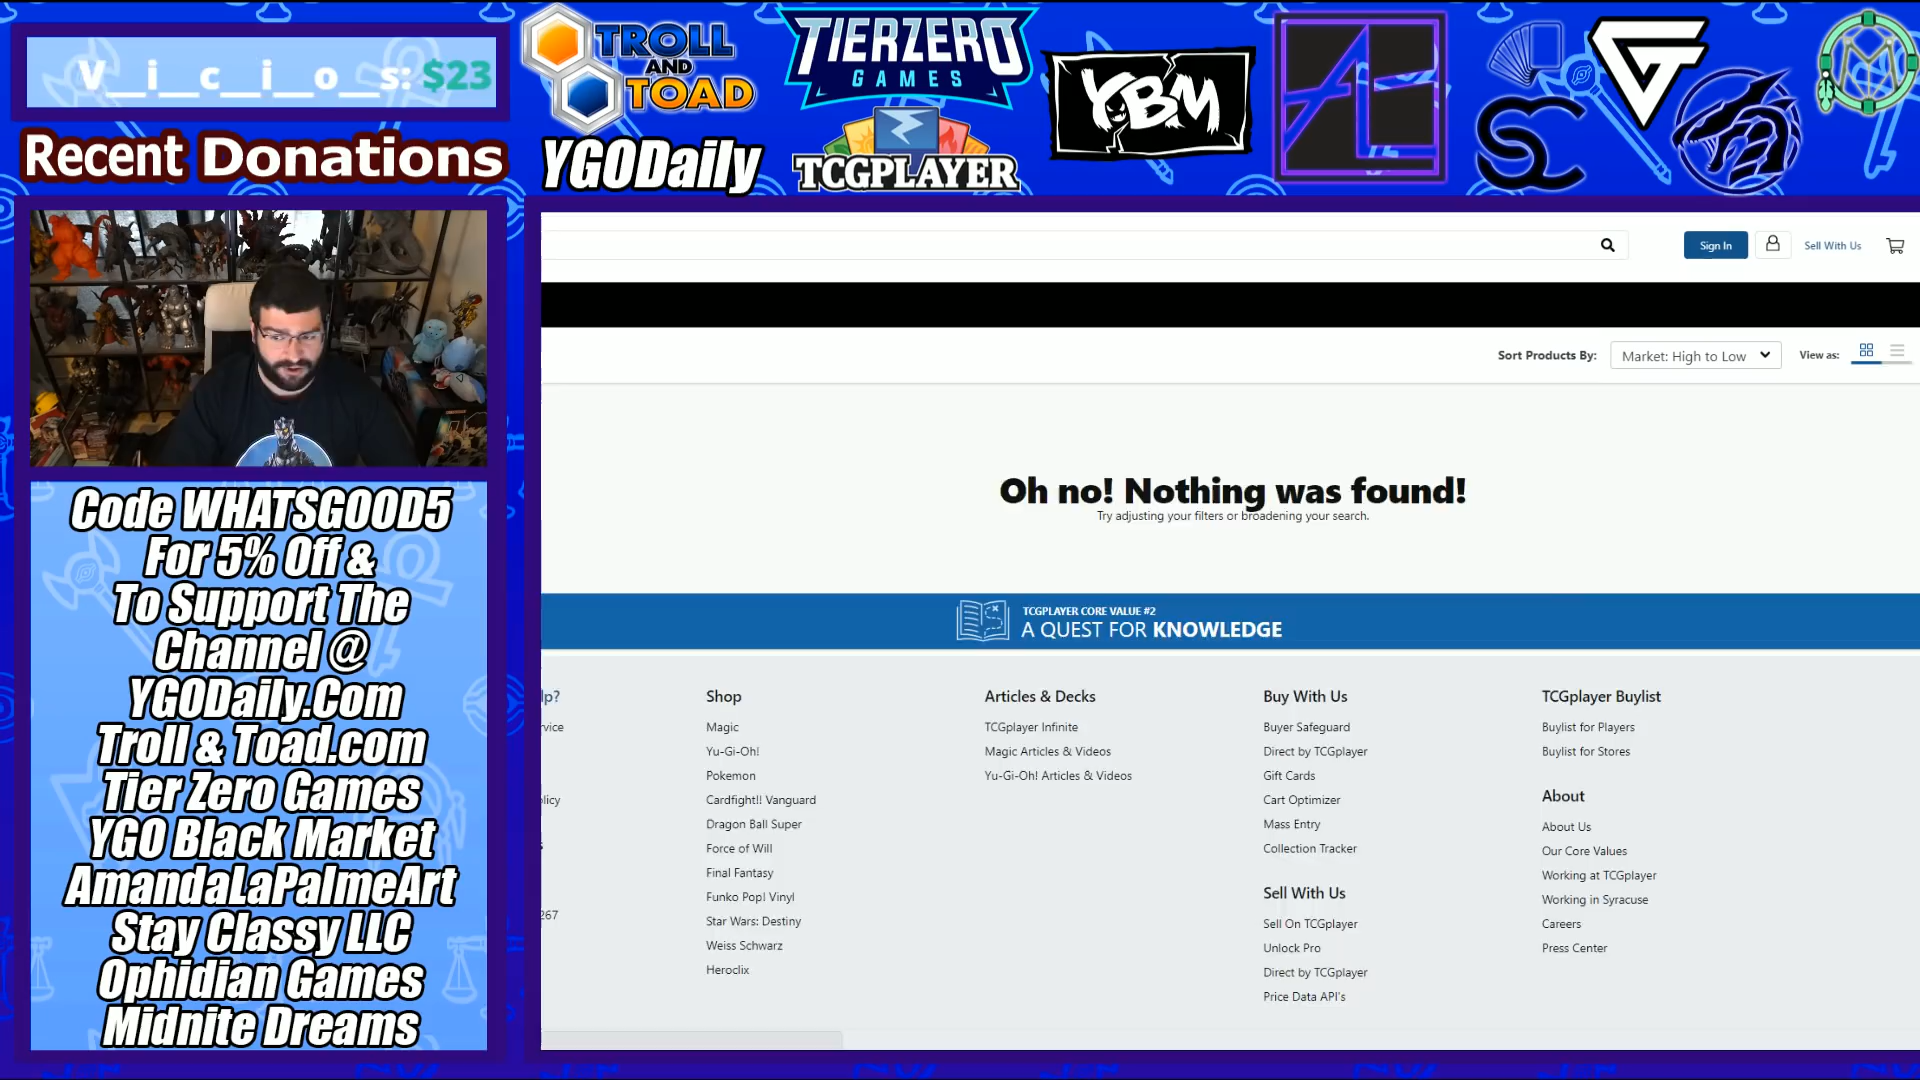 V__i__c__i__o__s: $23
Recent Donations
TROLL
AND
TOAD
YGODaily
TIERZERO
GAMES
TCGPLAYER
YBM
AL
SC
Sign In
Sell With Us
Sort Products By:
Market: High to Low
View as:
Oh no! Nothing was found!
Try adjusting your filters or broadening your search.
TCGPLAYER CORE VALUE #2
A QUEST FOR KNOWLEDGE
Code WHATSGOOD5
For 5% Off &
To Support The
Channel @
YGODaily.Com
Troll & Toad.com
Tier Zero Games
YGO Black Market
AmandaLaPalmeArt
Stay Classy LLC
Ophidian Games
Midnite Dreams
lp?
rvice
olicy
s
267
Shop
Magic
Yu-Gi-Oh!
Pokemon
Cardfight!! Vanguard
Dragon Ball Super
Force of Will
Final Fantasy
Funko Pop! Vinyl
Star Wars: Destiny
Weiss Schwarz
Heroclix
Articles & Decks
TCGplayer Infinite
Magic Articles & Videos
Yu-Gi-Oh! Articles & Videos
Buy With Us
Buyer Safeguard
Direct by TCGplayer
Gift Cards
Cart Optimizer
Mass Entry
Collection Tracker
Sell With Us
Sell On TCGplayer
Unlock Pro
Direct by TCGplayer
Price Data API's
TCGplayer Buylist
Buylist for Players
Buylist for Stores
About
About Us
Our Core Values
Working at TCGplayer
Working in Syracuse
Careers
Press Center